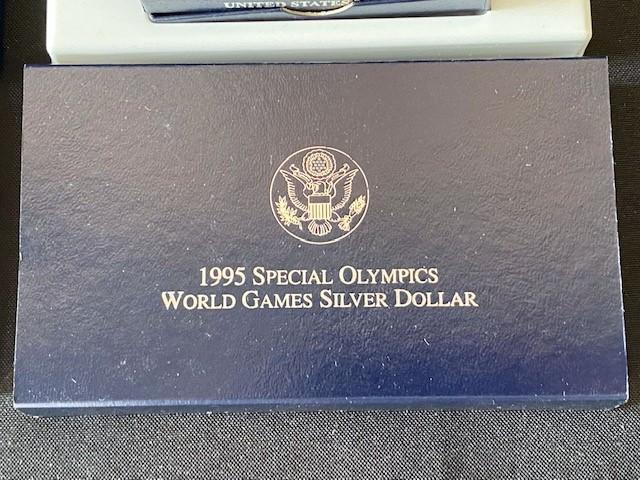 UNITED STATES
1995 SPECIAL OLYMPICS
WORLD GAMES SILVER DOLLAR